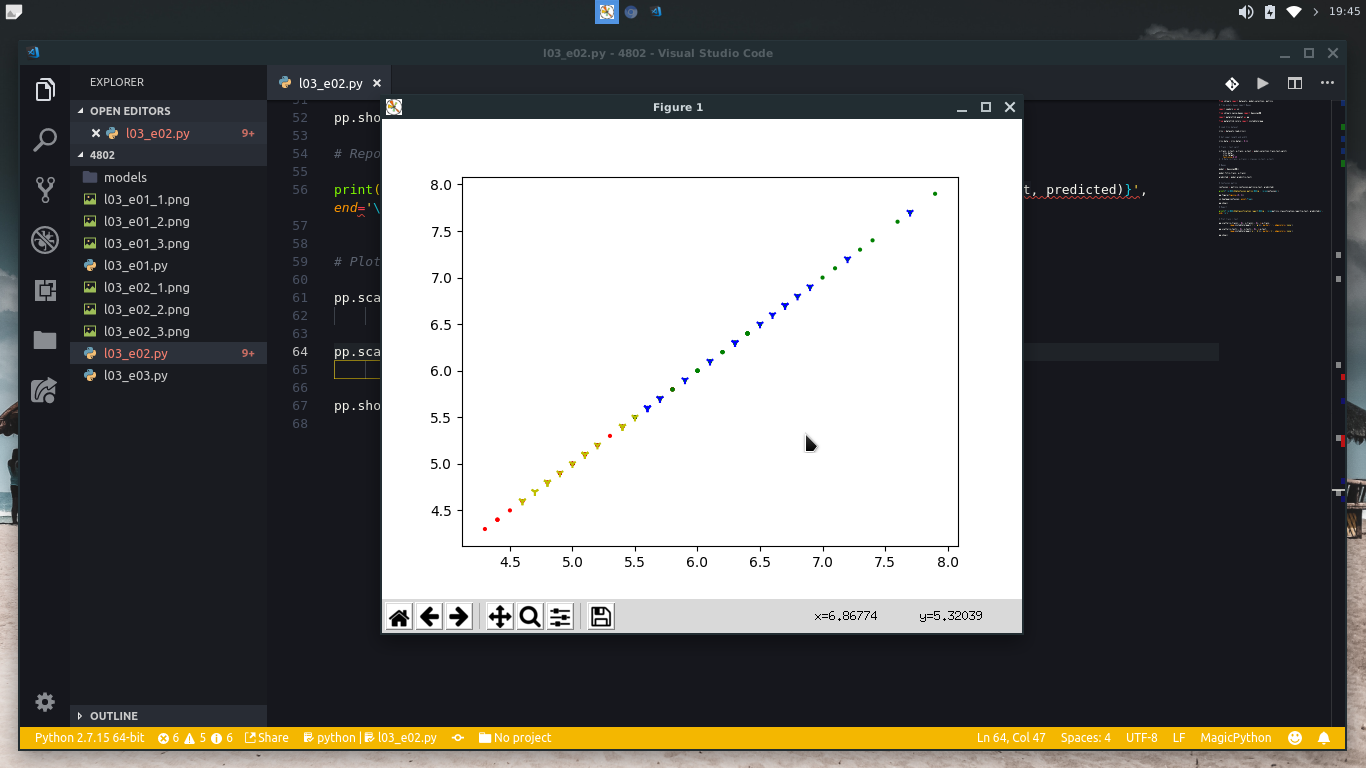 19:45
l03_e02.py - 4802 - Visual Studio Code
EXPLORER
l03_e02.py
OPEN EDITORS
l03_e02.py 9+
4802
models
l03_e01_1.png
l03_e01_2.png
l03_e01_3.png
l03_e01.py
l03_e02_1.png
l03_e02_2.png
l03_e02_3.png
l03_e02.py 9+
l03_e03.py
OUTLINE
51
52 pp.sho
53
54 # Repo
55
56 print( t, predicted)}',
end='\
57
58
59 # Plot
60
61 pp.sca
62
63
64 pp.sca
65
66
67 pp.sho
68
Figure 1
8.0
7.5
7.0
6.5
6.0
5.5
5.0
4.5
4.5 5.0 5.5 6.0 6.5 7.0 7.5 8.0
x=6.86774 y=5.32039
Python 2.7.15 64-bit 6 5 6 Share python | l03_e02.py No project Ln 64, Col 47 Spaces: 4 UTF-8 LF MagicPython